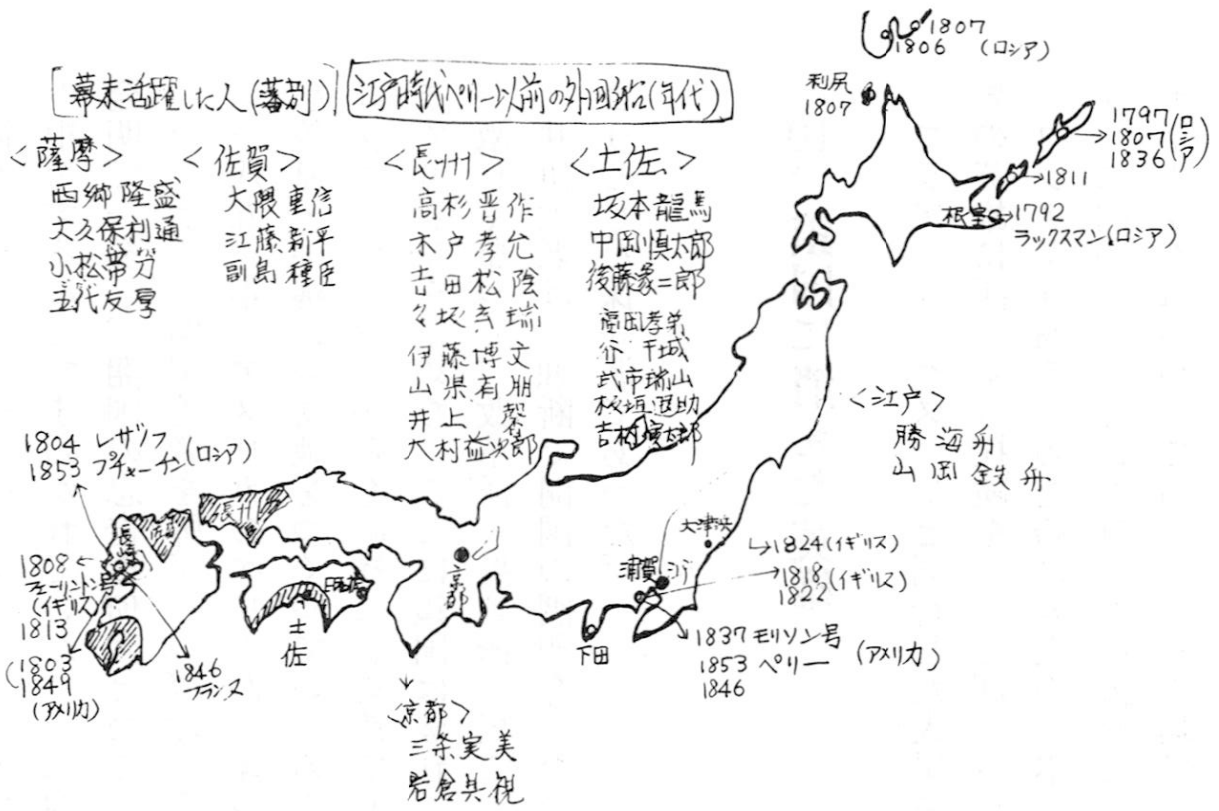 [幕末活躍した人(藩別)]
江戸時代ペリー以前の外国船(年代)
<薩摩>
西郷隆盛
大久保利通
小松帯刀
五代友厚
<佐賀>
大隈重信
江藤新平
副島種臣
<長州>
高杉晋作
木戸孝允
吉田松陰
久坂玄瑞
伊藤博文
山県有朋
井上 馨
大村益次郎
<土佐>
坂本龍馬
中岡慎太郎
後藤象二郎
福岡孝弟
谷 干城
武市瑞山
板垣退助
吉村寅太郎
1807
1806 (ロシア)
利尻
1807
1797
1807
1836
(ロシア)
1811
根室
1792
ラックスマン(ロシア)
<江戸>
勝海舟
山岡鉄舟
1804 レザノフ
1853 プチャーチン(ロシア)
長崎
佐賀
長州
1808
フェートン号
(イギリス)
1813
1803
1849
(アメリカ)
1846
フランス
土佐
京都
大津浜
1824(イギリス)
浦賀
江戸
1818
1822
(イギリス)
下田
1837 モリソン号
1853 ペリー
1846
(アメリカ)
<京都>
三条実美
岩倉具視